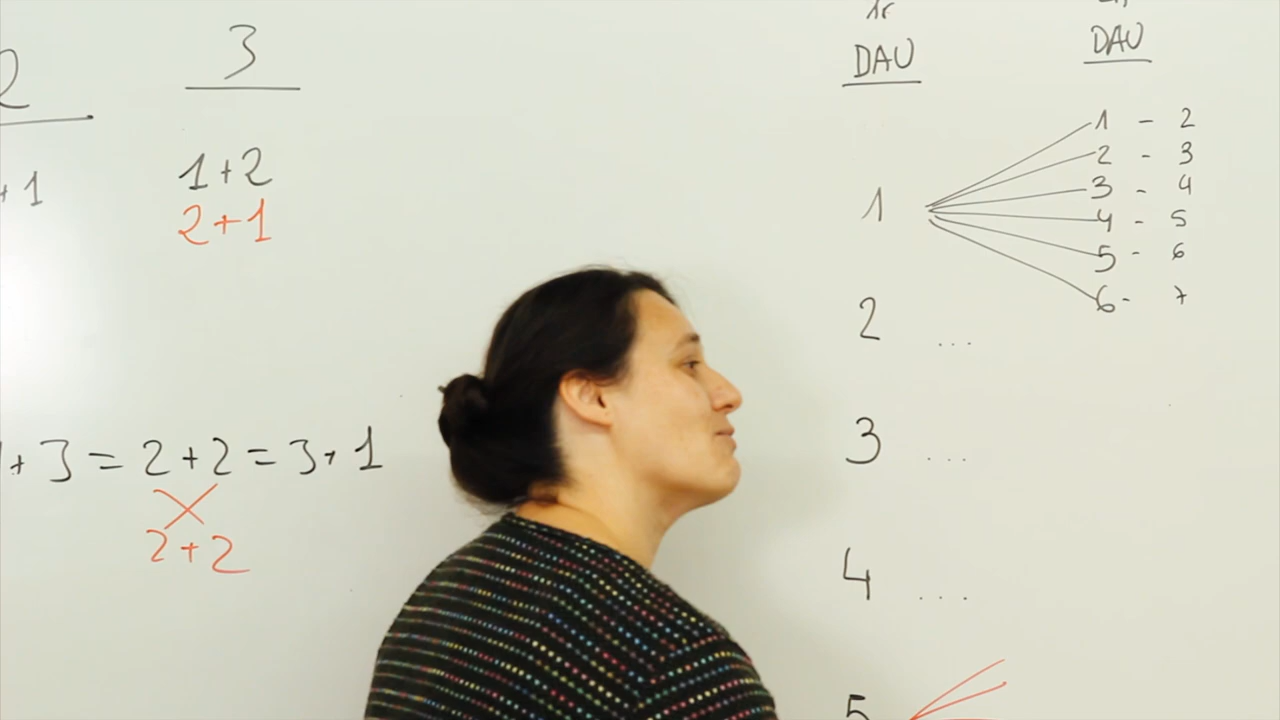 2
3
+1
1+2
2+1
+3=2+2=3+1
2+2
1r
DAU
DAU
1
1 - 2
2 - 3
3 - 4
4 - 5
5 - 6
6 - 7
2 ...
3 ...
4 ...
5